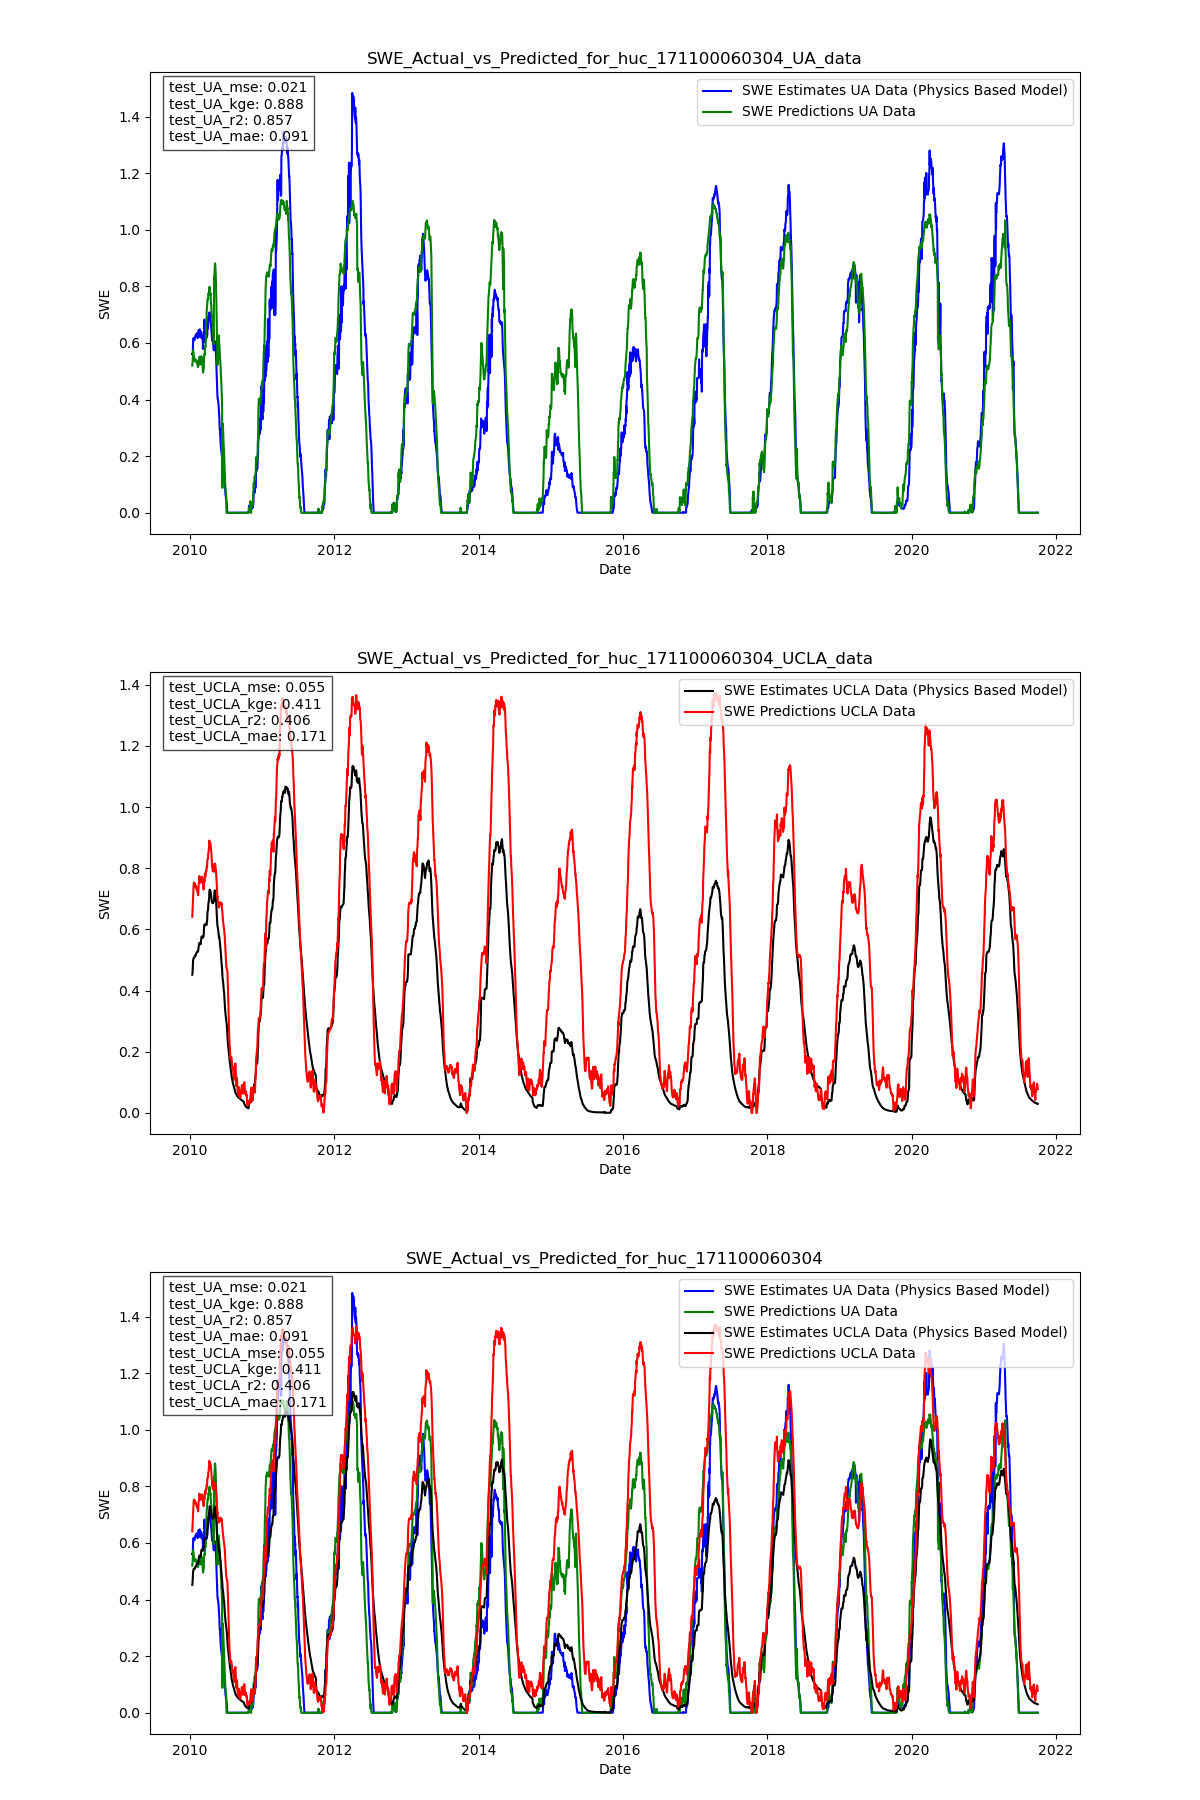 SWE_Actual_vs_Predicted_for_huc_171100060304_UA_data
test_UA_mse: 0.021
test_UA_kge: 0.888
test_UA_r2: 0.857
test_UA_mae: 0.091
SWE Estimates UA Data (Physics Based Model)
SWE Predictions UA Data
1.4
1.2
1.0
0.8
0.6
0.4
0.2
0.0
SWE
2010 2012 2014 2016 2018 2020 2022
Date
SWE_Actual_vs_Predicted_for_huc_171100060304_UCLA_data
test_UCLA_mse: 0.055
test_UCLA_kge: 0.411
test_UCLA_r2: 0.406
test_UCLA_mae: 0.171
SWE Estimates UCLA Data (Physics Based Model)
SWE Predictions UCLA Data
1.4
1.2
1.0
0.8
0.6
0.4
0.2
0.0
SWE
2010 2012 2014 2016 2018 2020 2022
Date
SWE_Actual_vs_Predicted_for_huc_171100060304
test_UA_mse: 0.021
test_UA_kge: 0.888
test_UA_r2: 0.857
test_UA_mae: 0.091
test_UCLA_mse: 0.055
test_UCLA_kge: 0.411
test_UCLA_r2: 0.406
test_UCLA_mae: 0.171
SWE Estimates UA Data (Physics Based Model)
SWE Predictions UA Data
SWE Estimates UCLA Data (Physics Based Model)
SWE Predictions UCLA Data
1.4
1.2
1.0
0.8
0.6
0.4
0.2
0.0
SWE
2010 2012 2014 2016 2018 2020 2022
Date